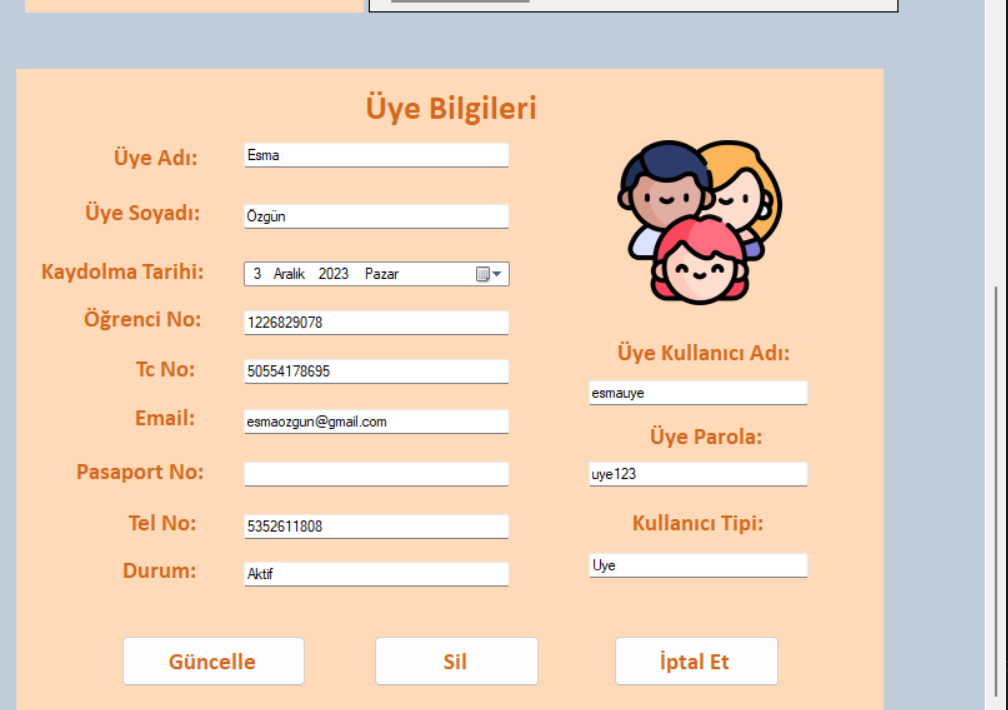 Üye Bilgileri
Üye Adı: Esma
Üye Soyadı: Özgün
Kaydolma Tarihi: 3 Aralık 2023 Pazar
Öğrenci No: 1226829078
Tc No: 50554178695
Email: esmaozgun@gmail.com
Pasaport No:
Tel No: 5352611808
Durum: Aktif
Üye Kullanıcı Adı:
esmauye
Üye Parola:
uye123
Kullanıcı Tipi:
Uye
Güncelle
Sil
İptal Et